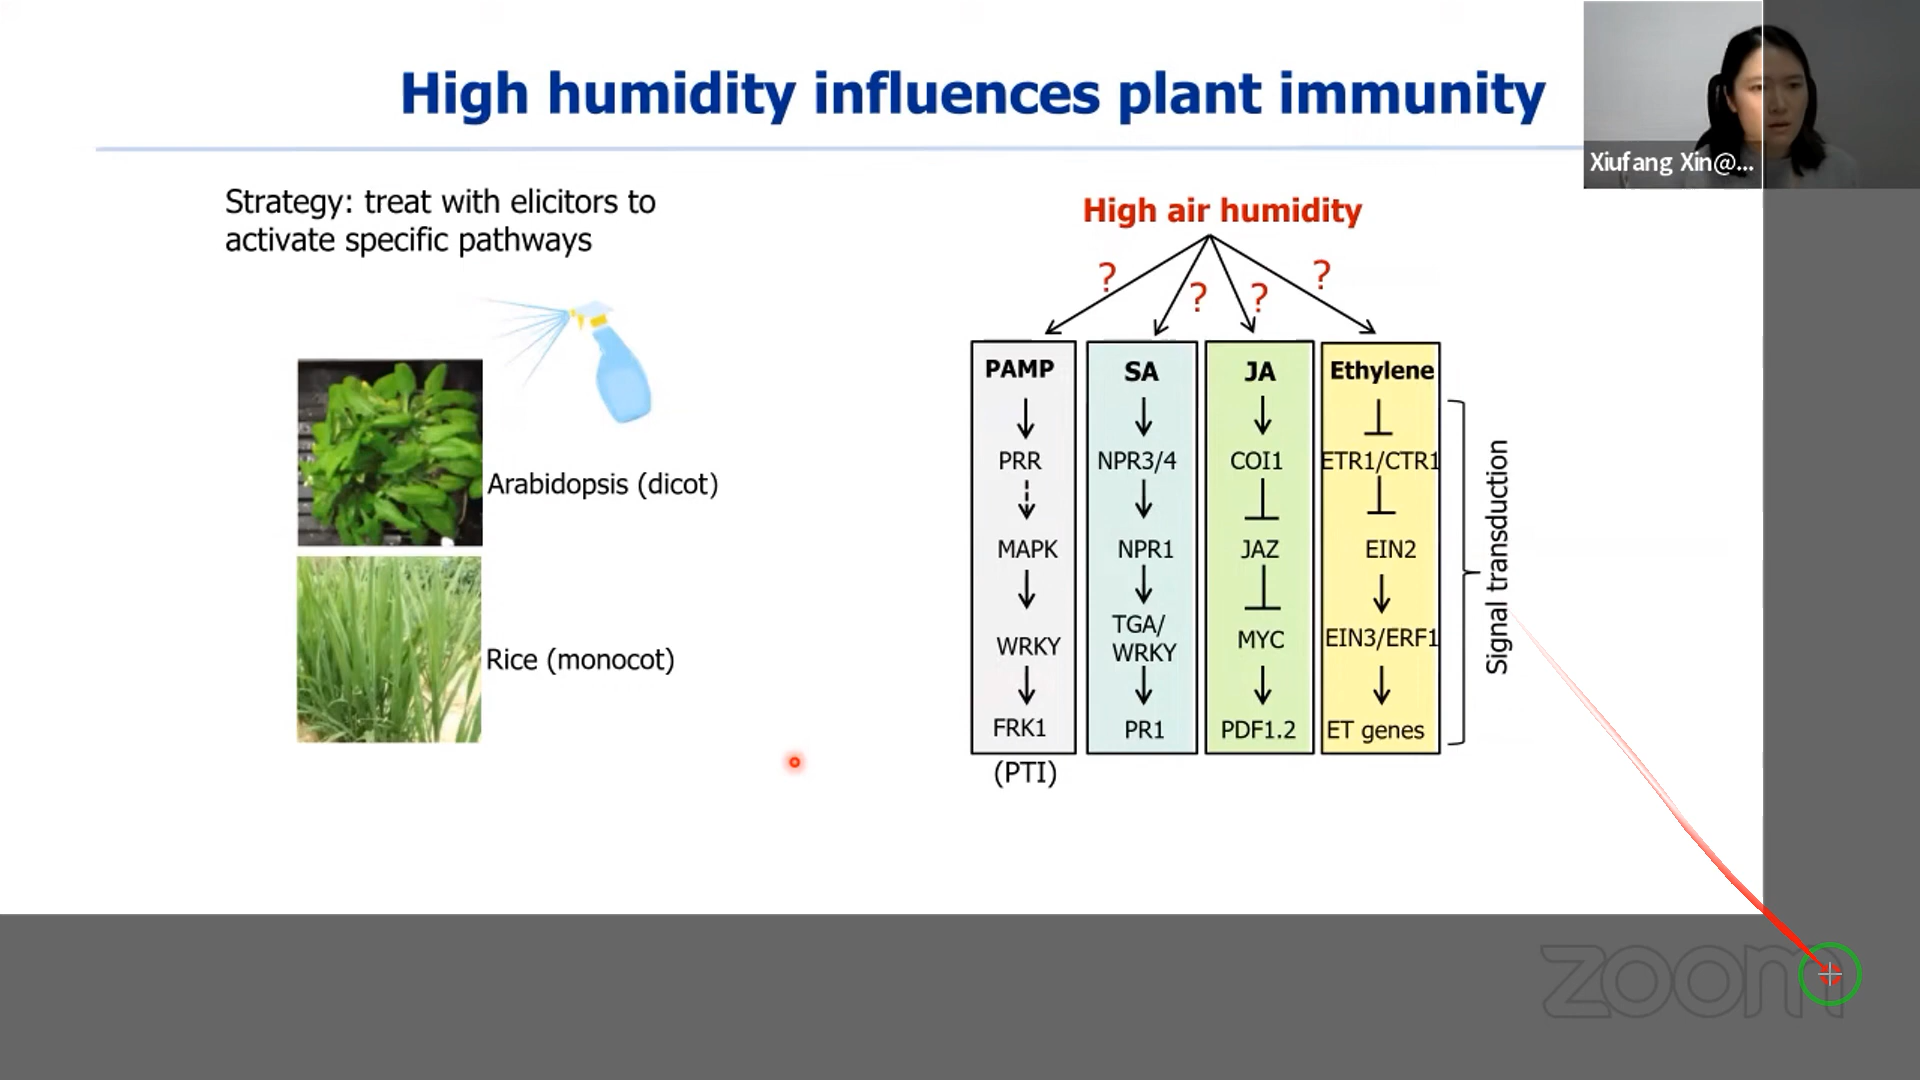 High humidity influences plant immunity
Xiufang Xin@...
Strategy: treat with elicitors to
activate specific pathways
Arabidopsis (dicot)
Rice (monocot)
High air humidity
? ? ? ?
PAMP
PRR
MAPK
WRKY
FRK1
(PTI)
SA
NPR3/4
NPR1
TGA/
WRKY
PR1
JA
COI1
JAZ
MYC
PDF1.2
Ethylene
ETR1/CTR1
EIN2
EIN3/ERF1
ET genes
Signal transduction
zoom